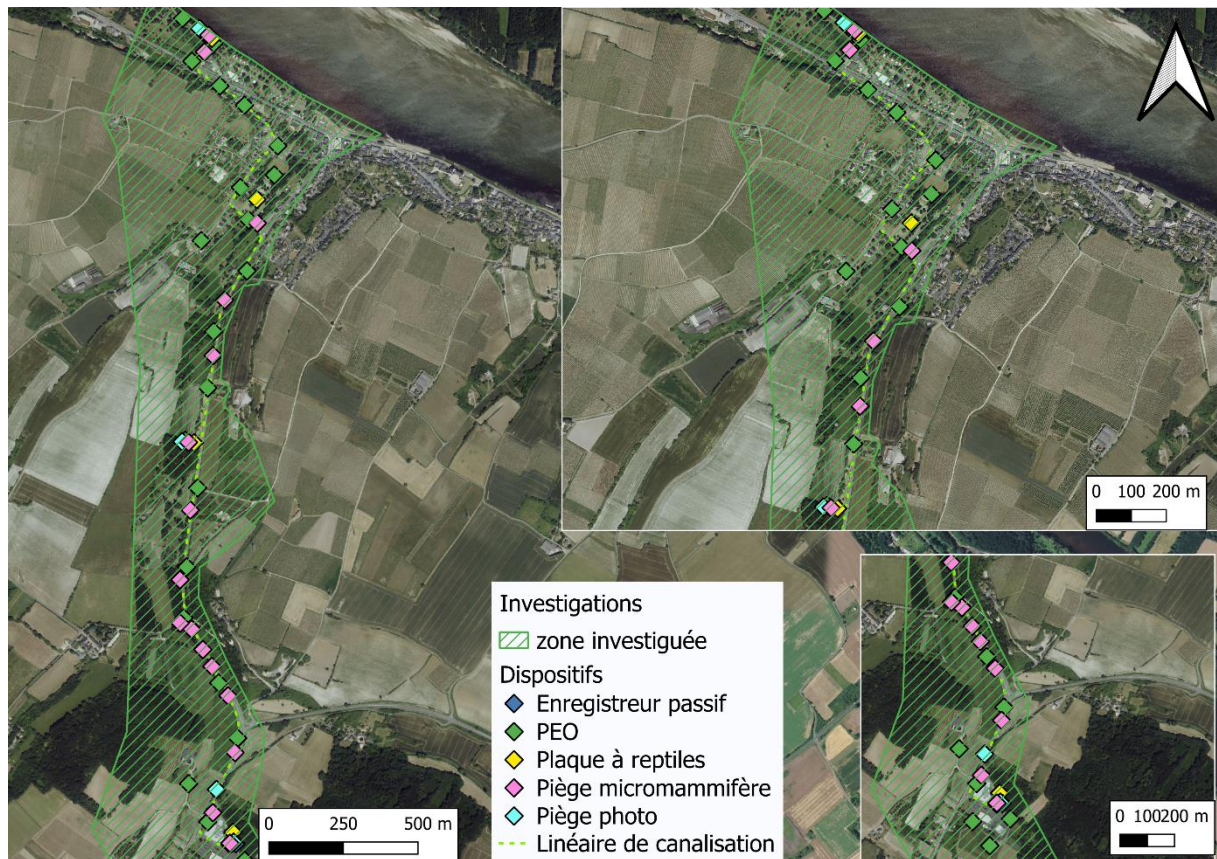 0 100 200 m
Investigations
zone investiguée
Dispositifs
Enregistreur passif
PEO
Plaque à reptiles
Piège micromammifère
Piège photo
Linéaire de canalisation
0 250 500 m
0 100200 m